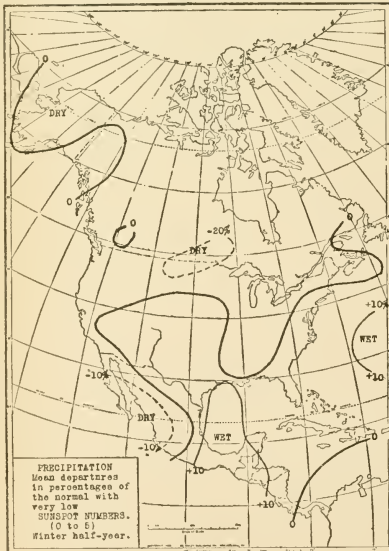 0
DRY
0
0
-20%
DRY
0
+10%
WET
+10
-10%
DRY
-10%
WET
+10
+10
0
0
PRECIPITATION
Mean departures
in percentages of
the normal with
very low
SUNSPOT NUMBERS.
(0 to 5)
Winter half-year.